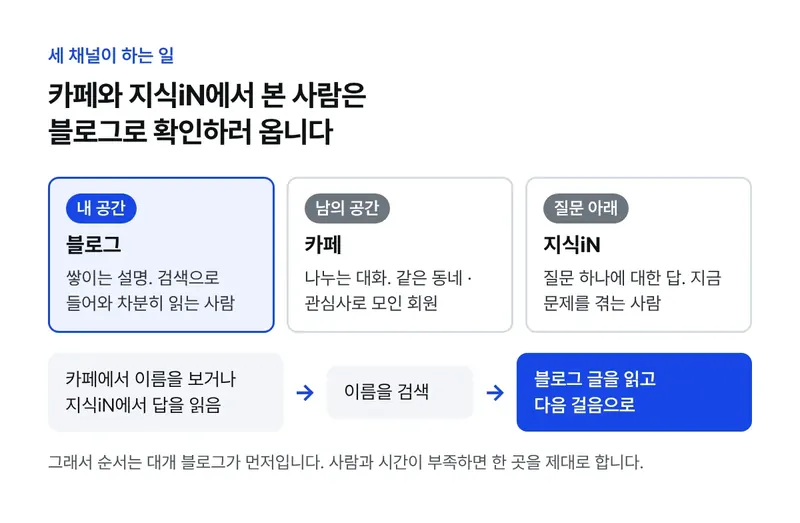 세 채널이 하는 일
카페와 지식iN에서 본 사람은
블로그로 확인하러 옵니다
내 공간
블로그
쌓이는 설명. 검색으로
들어와 차분히 읽는 사람
남의 공간
카페
나누는 대화. 같은 동네 ·
관심사로 모인 회원
질문 아래
지식iN
질문 하나에 대한 답. 지금
문제를 겪는 사람
카페에서 이름을 보거나
지식iN에서 답을 읽음
→
이름을 검색
→
블로그 글을 읽고
다음 걸음으로
그래서 순서는 대개 블로그가 먼저입니다. 사람과 시간이 부족하면 한 곳을 제대로 합니다.